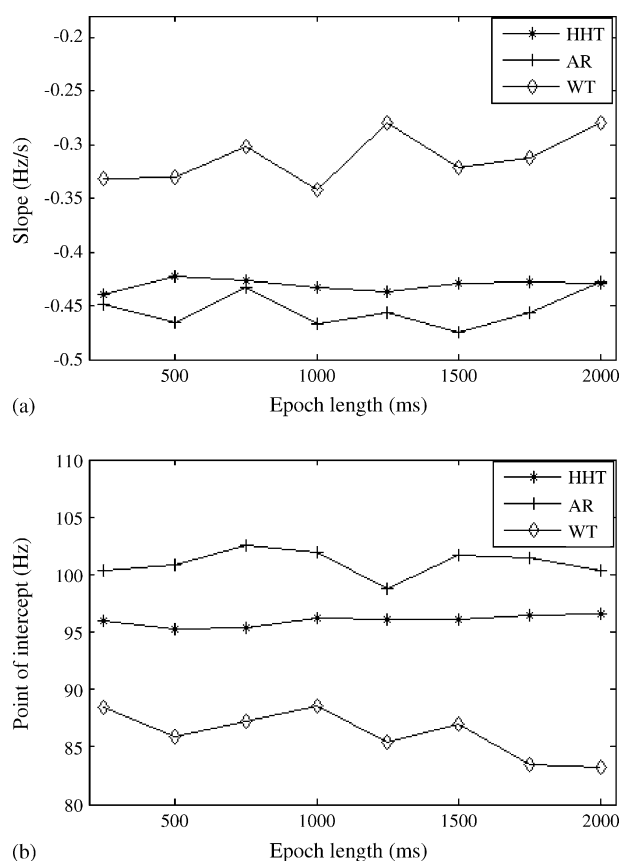 -0.2
-0.25
-0.3
-0.35
-0.4
-0.45
-0.5
Slope (Hz/s)
HHT
AR
WT
500
1000
1500
2000
Epoch length (ms)
(a)
110
105
100
95
90
85
80
Point of intercept (Hz)
HHT
AR
WT
500
1000
1500
2000
Epoch length (ms)
(b)